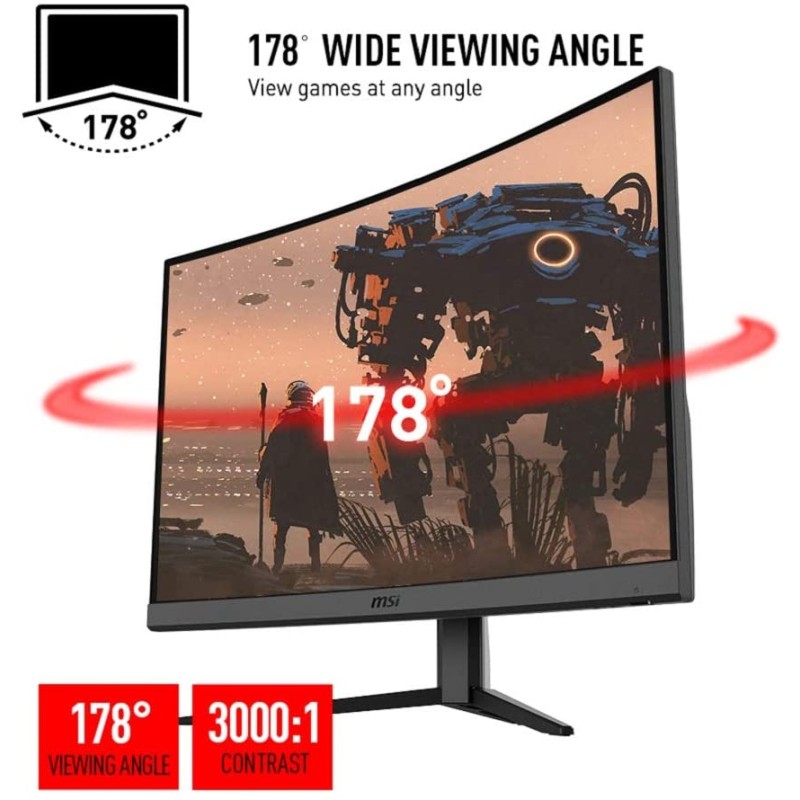 178° WIDE VIEWING ANGLE
View games at any angle
178°
178°
msi
178°
VIEWING ANGLE
3000:1
CONTRAST